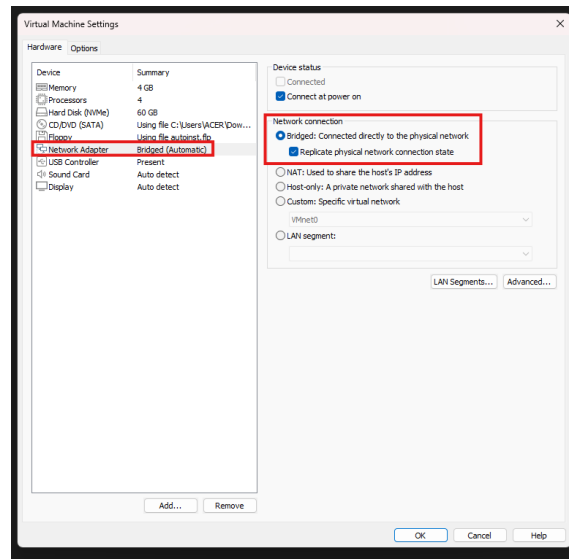 Virtual Machine Settings
Hardware Options
Device Summary
Memory 4 GB
Processors 4
Hard Disk (NVMe) 60 GB
CD/DVD (SATA) Using file C:\Users\ACER\Dow...
Floppy Using file autoinst.flp
Network Adapter Bridged (Automatic)
USB Controller Present
Sound Card Auto detect
Display Auto detect
Add... Remove
Device status
Connected
Connect at power on
Network connection
Bridged: Connected directly to the physical network
Replicate physical network connection state
NAT: Used to share the host's IP address
Host-only: A private network shared with the host
Custom: Specific virtual network
VMnet0
LAN segment:
LAN Segments... Advanced...
OK Cancel Help